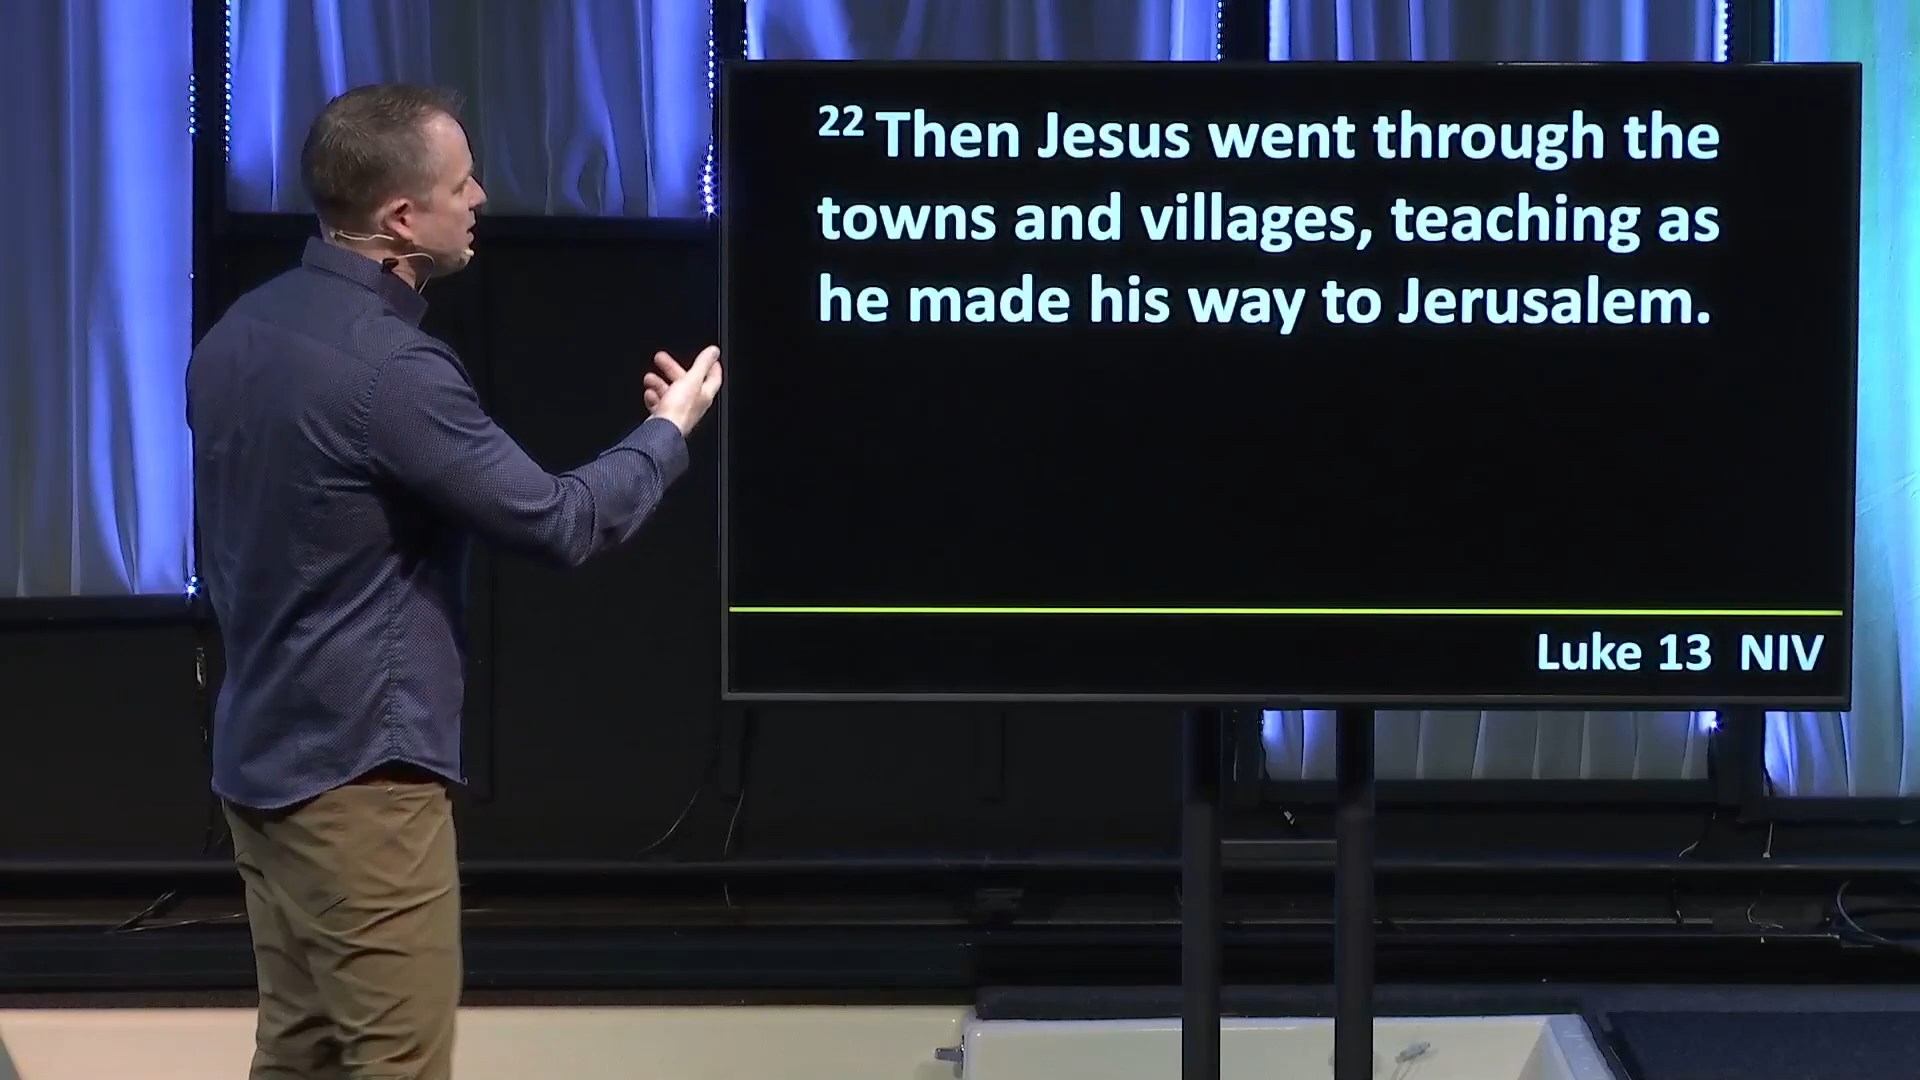 22 Then Jesus went through the
towns and villages, teaching as
he made his way to Jerusalem.
Luke 13 NIV